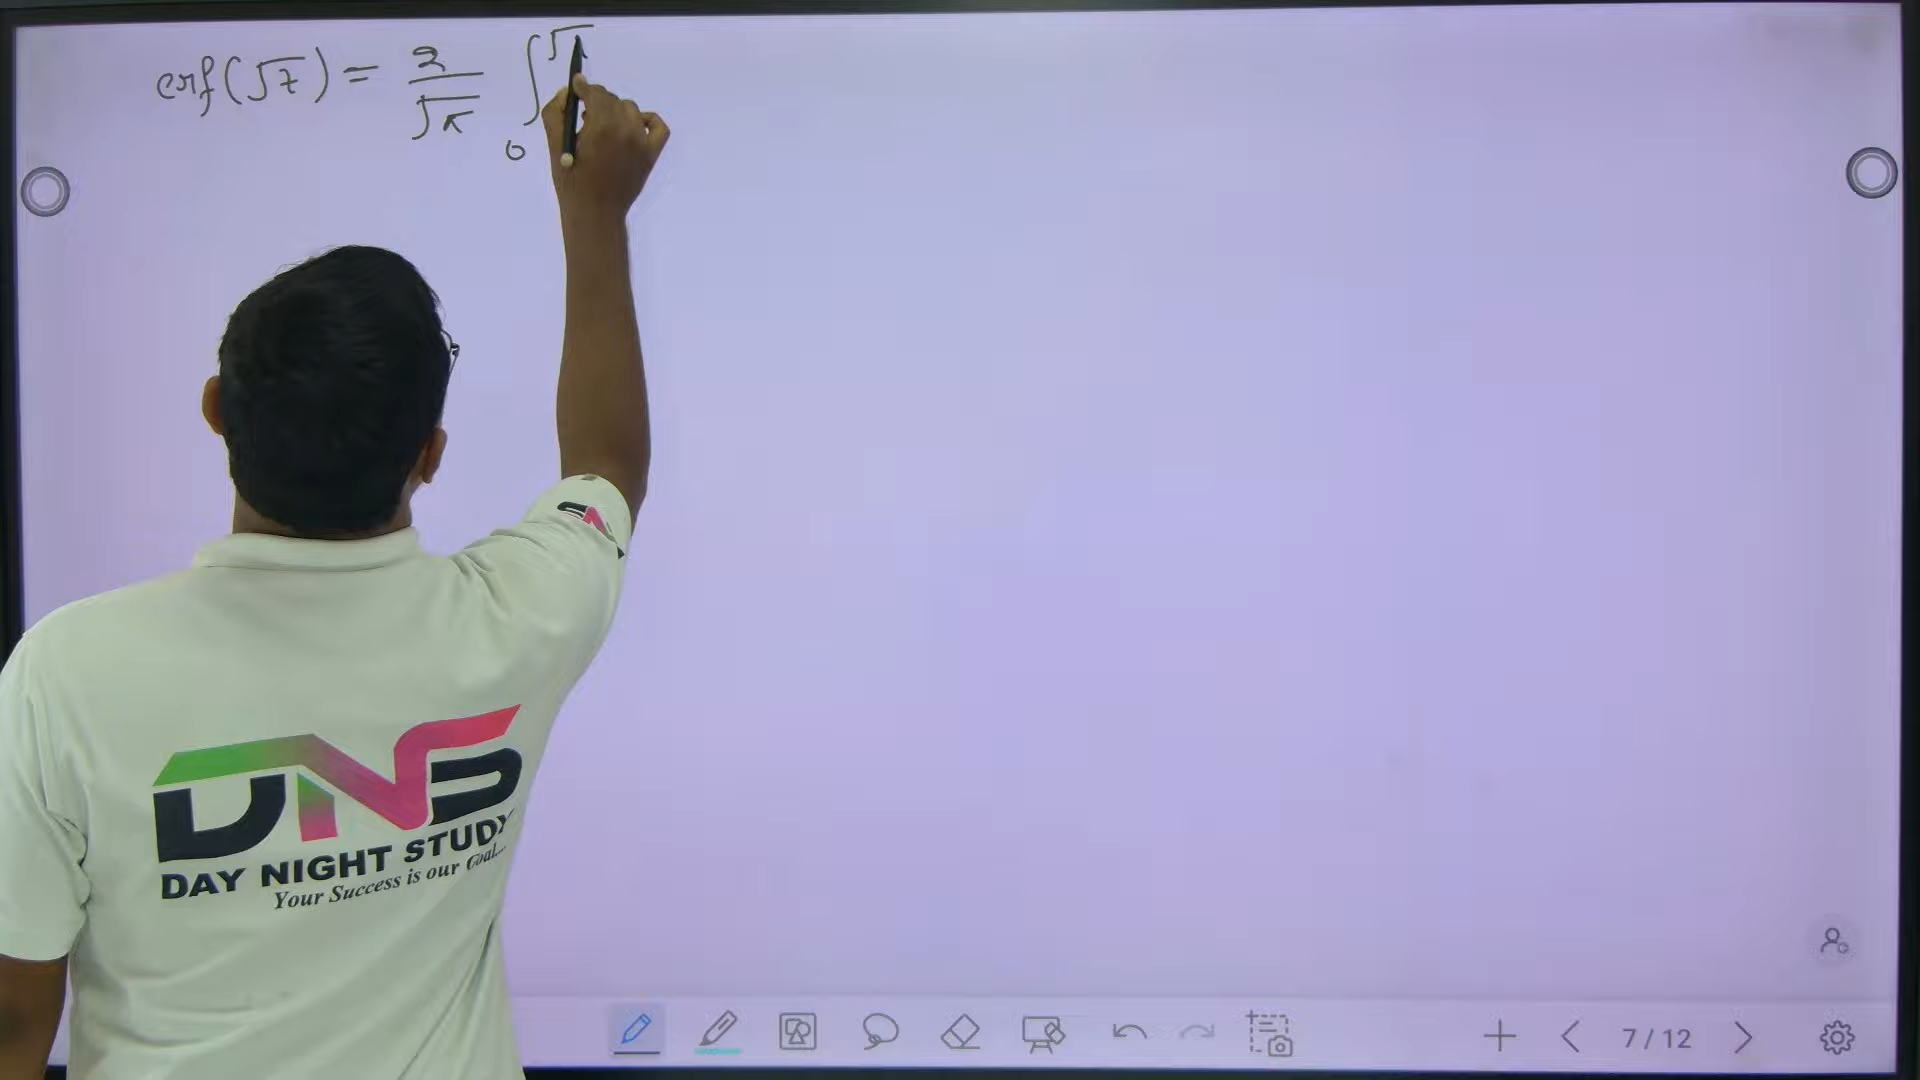 erf(√z) = 2/√π ∫₀^√
DAY NIGHT STUDY
Your Success is our Goal...
DNS
7/12